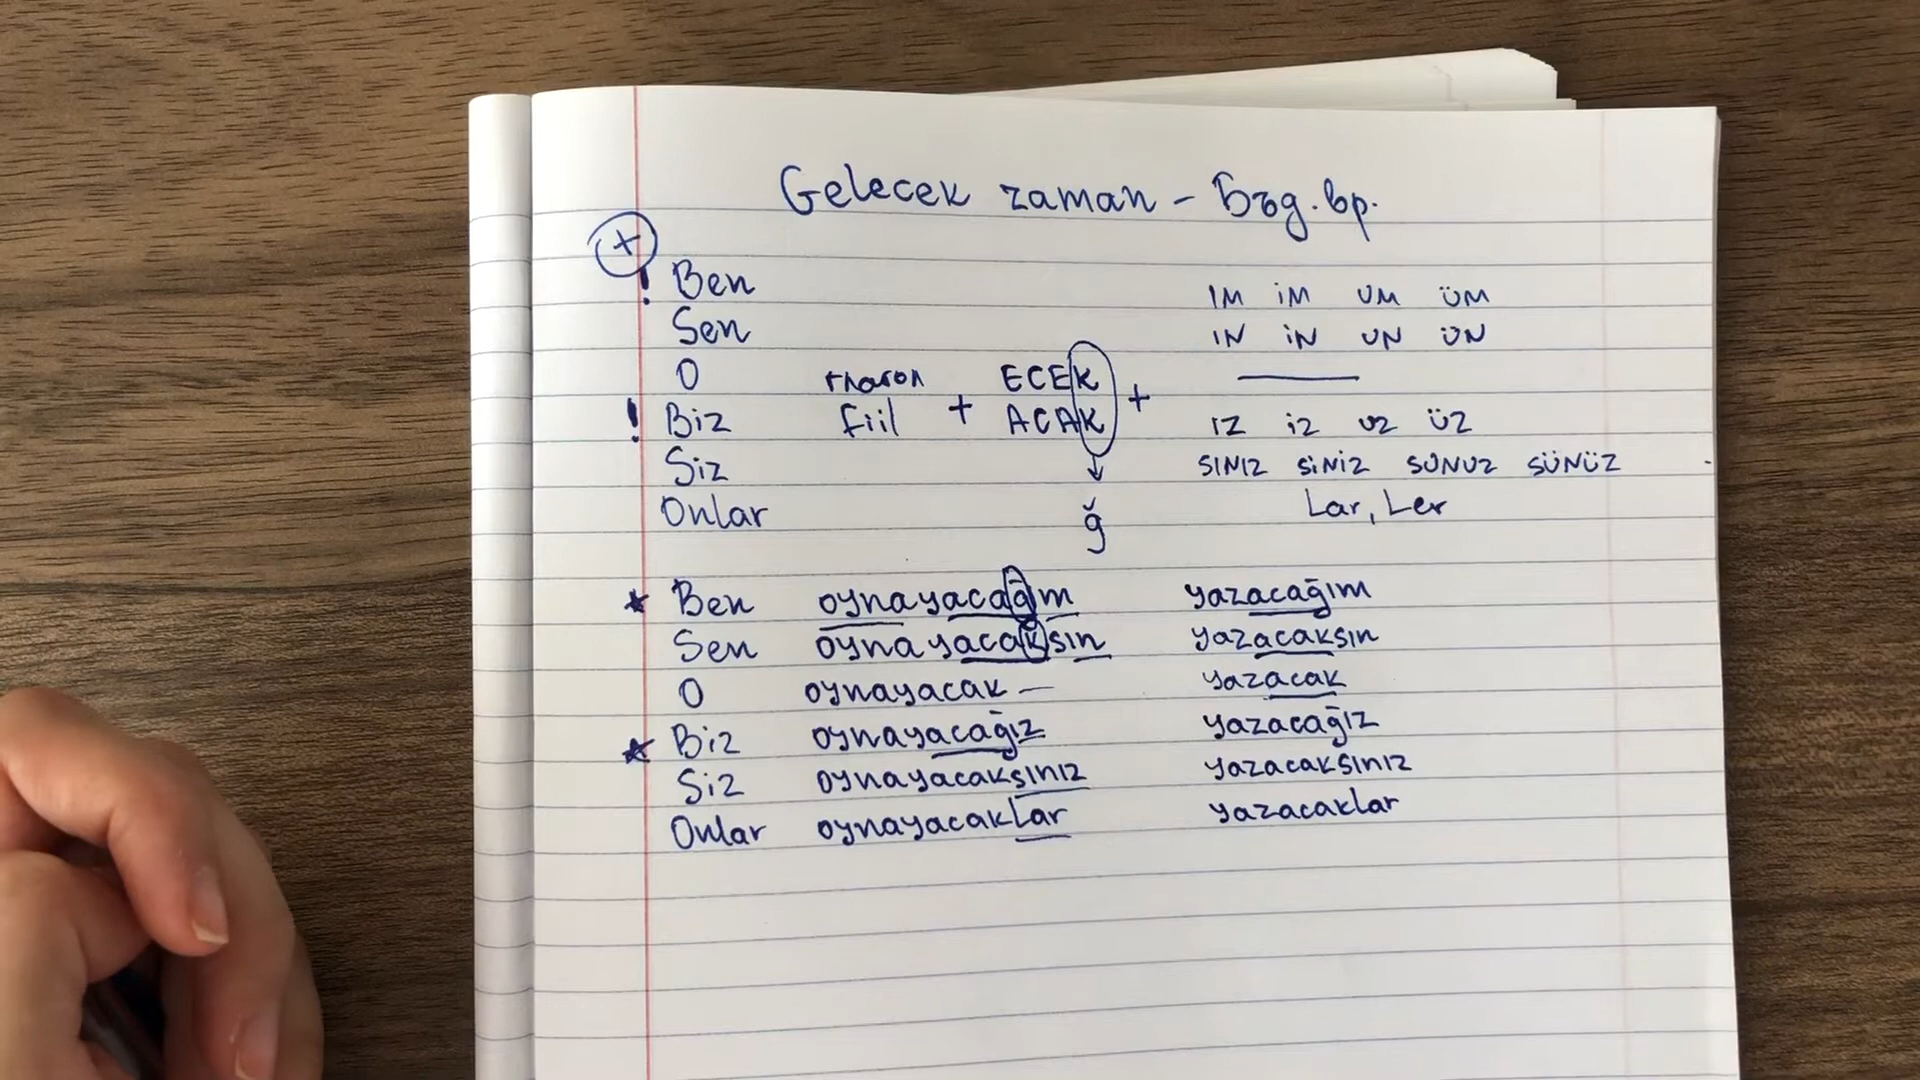 Gelecek zaman - Бъд. вр.
+
! Ben IM İM UM ÜM
Sen IN İN UN ÜN
O глагол ECEK —
! Biz fiil + ACAK + IZ İZ UZ ÜZ
Siz SINIZ SİNİZ SUNUZ SÜNÜZ
Onlar ğ Lar, Ler
* Ben oynayacağım yazacağım
Sen oynayacaksın yazacaksın
O oynayacak — yazacak
* Biz oynayacağız yazacağız
Siz oynayacaksınız yazacaksınız
Onlar oynayacaklar yazacaklar